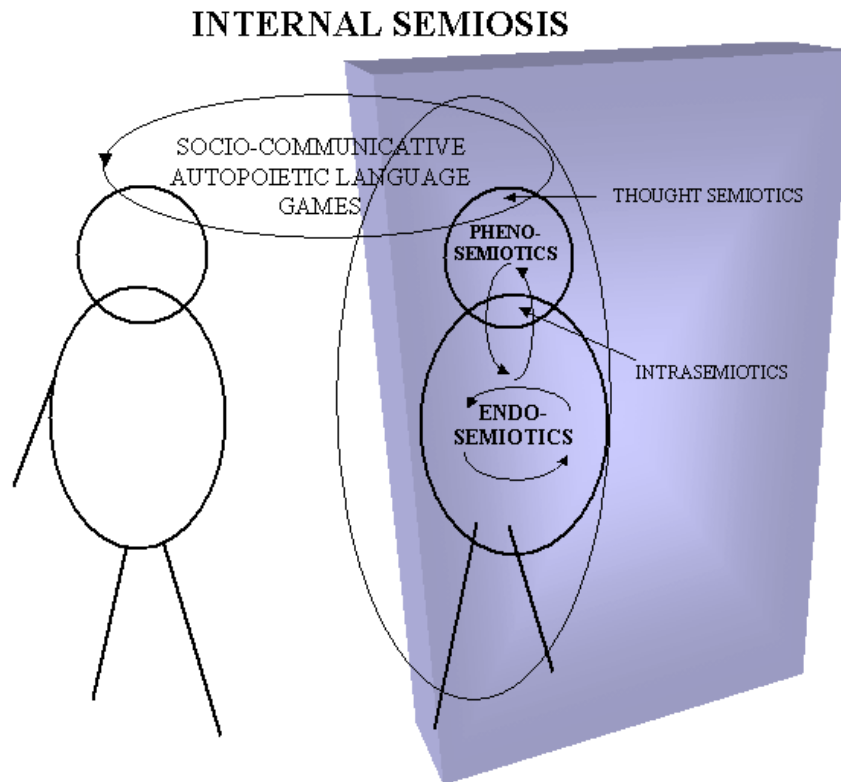 INTERNAL SEMIOSIS
SOCIO-COMMUNICATIVE
AUTOPOIETIC LANGUAGE
GAMES
THOUGHT SEMIOTICS
PHENO-
SEMIOTICS
INTRASEMIOTICS
ENDO-
SEMIOTICS